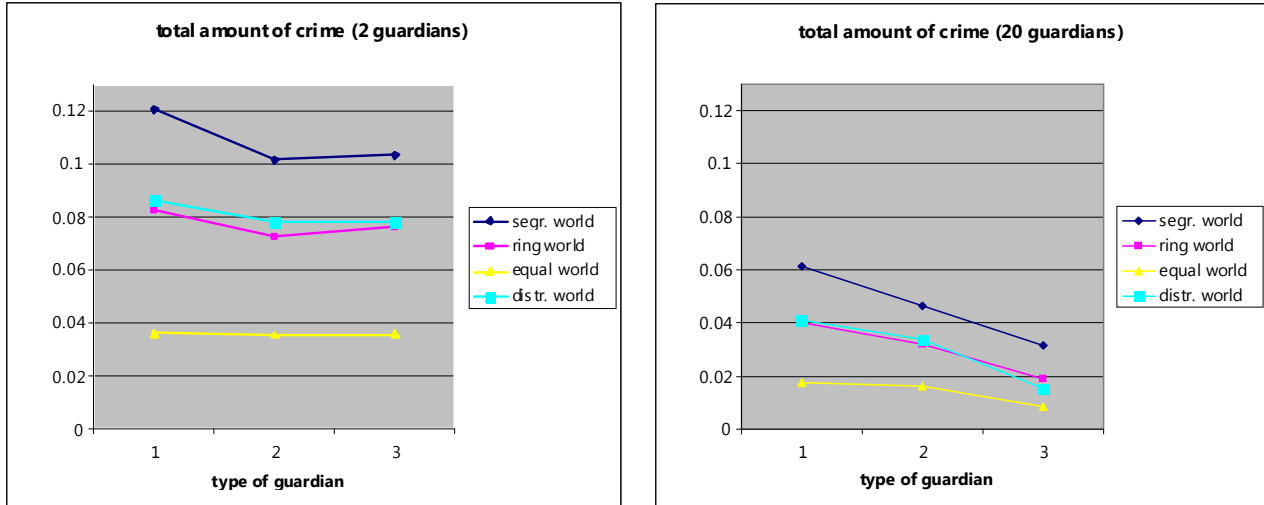 total amount of crime (2 guardians)
0.12
0.1
0.08
0.06
0.04
0.02
0
1 2 3
type of guardian
segr. world
ring world
equal world
distr. world
total amount of crime (20 guardians)
0.12
0.1
0.08
0.06
0.04
0.02
0
1 2 3
type of guardian
segr. world
ring world
equal world
distr. world